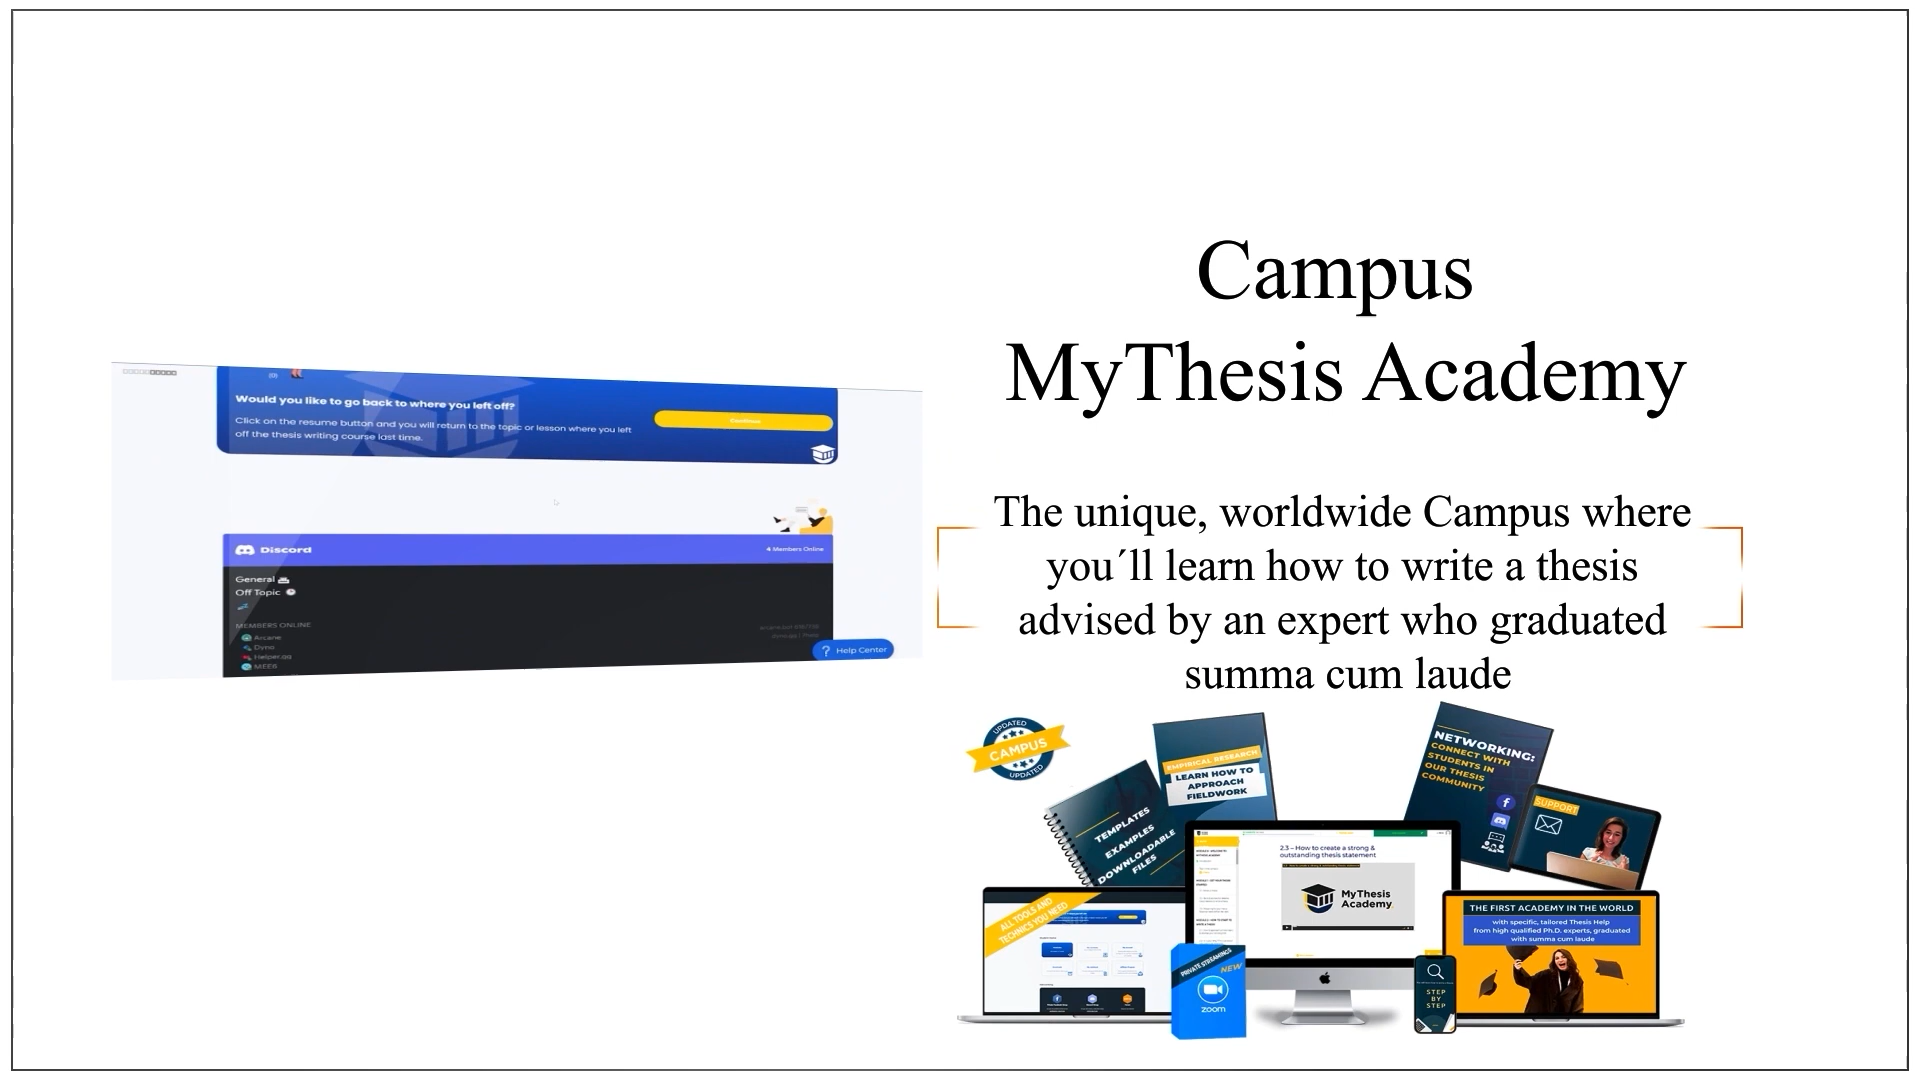 Campus
MyThesis Academy
The unique, worldwide Campus where
you´ll learn how to write a thesis
advised by an expert who graduated
summa cum laude
Would you like to go back to where you left off?
Click on the resume button and you will return to the topic or lesson where you left
off the thesis writing course last time.
Continue
Discord
4 Members Online
General
Off Topic
MEMBERS ONLINE
Arcane
Dyno
Helper.gg
MEE6
Help Center
UPDATED
CAMPUS
UPDATED
TEMPLATES
EXAMPLES
DOWNLOADABLE
FILES
EMPIRICAL RESEARCH
LEARN HOW TO
APPROACH
FIELDWORK
NETWORKING:
CONNECT WITH
STUDENTS IN
OUR THESIS
COMMUNITY
SUPPORT
ALL TOOLS AND
TECHNICS YOU NEED
2.3 – How to create a strong &
outstanding thesis statement
MyThesis
Academy
PRIVATE STREAMINGS
NEW
zoom
STEP
BY
STEP
THE FIRST ACADEMY IN THE WORLD
with specific, tailored Thesis Help
from high qualified Ph.D. experts, graduated
with summa cum laude